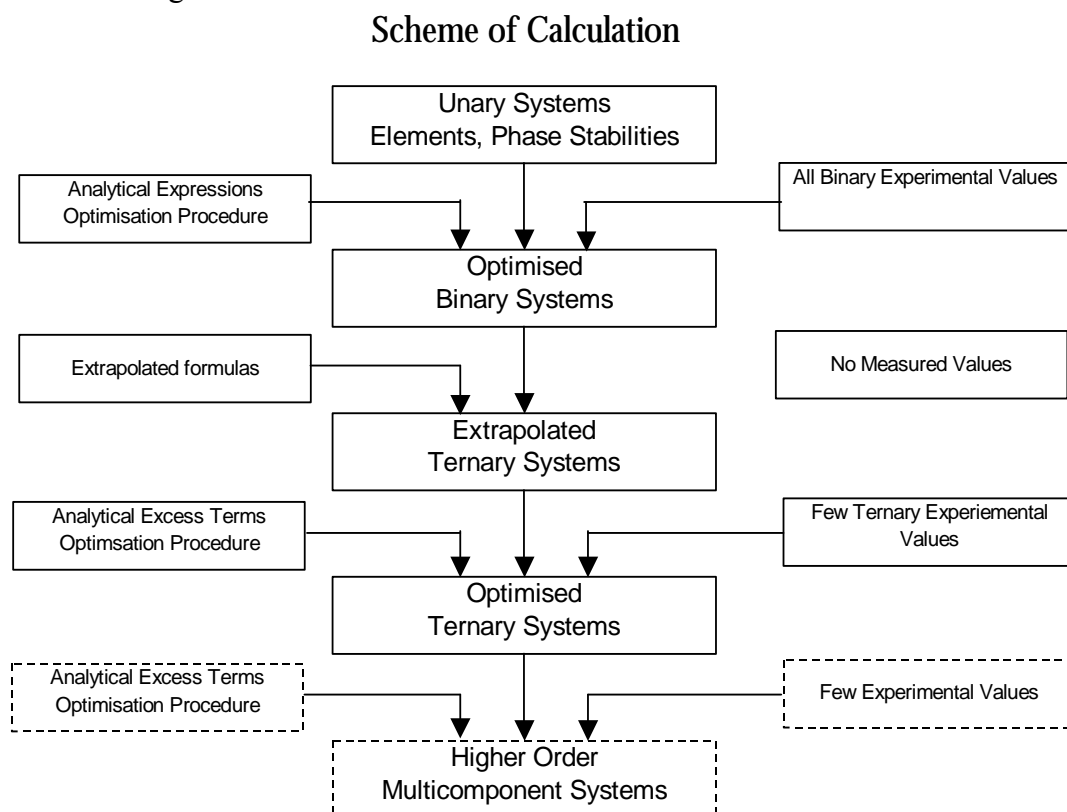 Scheme of Calculation
Unary Systems
Elements, Phase Stabilities
Analytical Expressions
Optimisation Procedure
All Binary Experimental Values
Optimised
Binary Systems
Extrapolated formulas
No Measured Values
Extrapolated
Ternary Systems
Analytical Excess Terms
Optimsation Procedure
Few Ternary Experiemental
Values
Optimised
Ternary Systems
Analytical Excess Terms
Optimisation Procedure
Few Experimental Values
Higher Order
Multicomponent Systems